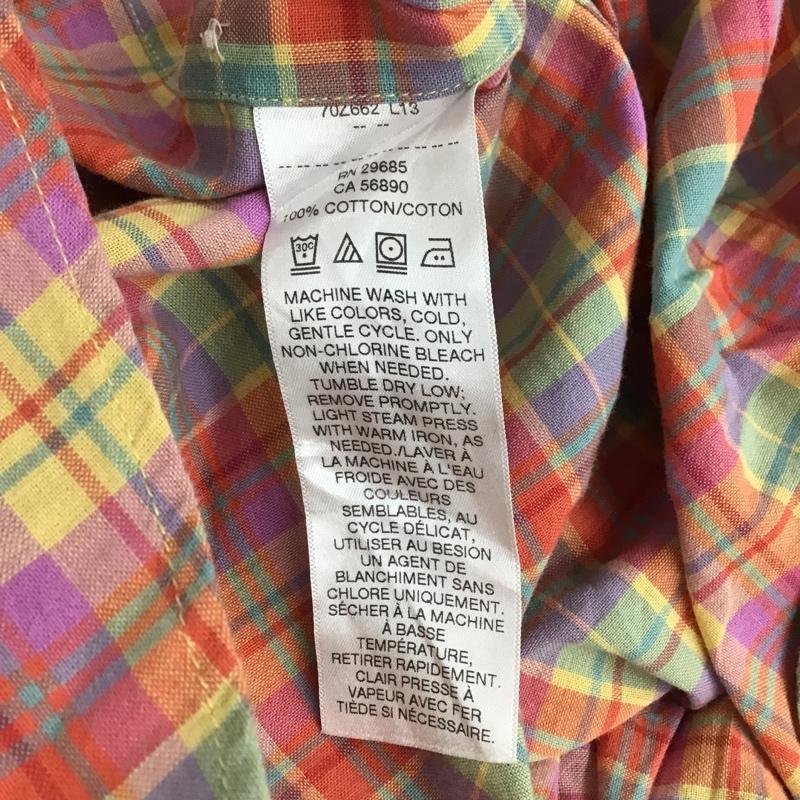 70Z662 L13
-- --
RN 29685
CA 56890
100% COTTON/COTON
30C
MACHINE WASH WITH
LIKE COLORS, COLD,
GENTLE CYCLE. ONLY
NON-CHLORINE BLEACH
WHEN NEEDED.
TUMBLE DRY LOW;
REMOVE PROMPTLY.
LIGHT STEAM PRESS
WITH WARM IRON, AS
NEEDED./LAVER À
LA MACHINE À L'EAU
FROIDE AVEC DES
COULEURS
SEMBLABLES, AU
CYCLE DÉLICAT,
UTILISER AU BESION
UN AGENT DE
BLANCHIMENT SANS
CHLORE UNIQUEMENT.
SÉCHER À LA MACHINE
À BASSE
TEMPÉRATURE,
RETIRER RAPIDEMENT.
CLAIR PRESSE À
VAPEUR AVEC FER
TIÈDE SI NÉCESSAIRE.